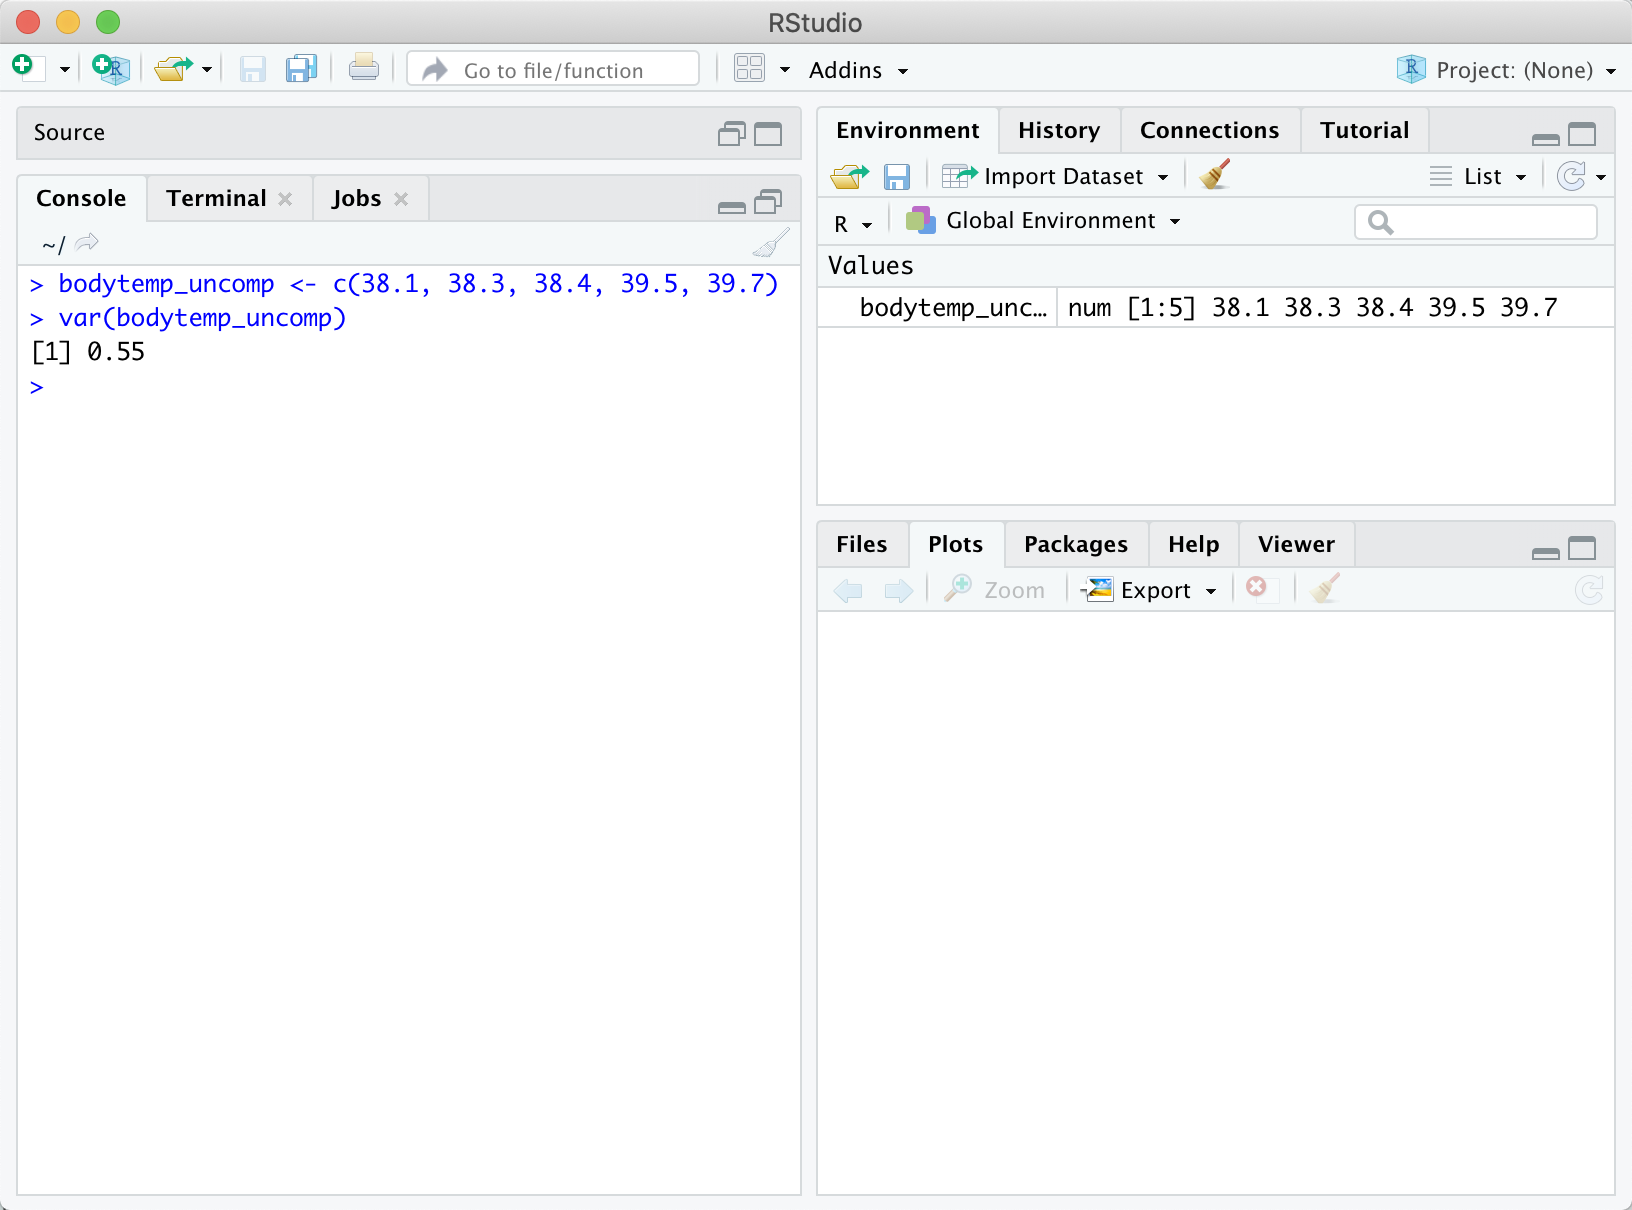 RStudio
Go to file/function
Addins
Project: (None)
Source
Console Terminal Jobs
~/
> bodytemp_uncomp <- c(38.1, 38.3, 38.4, 39.5, 39.7)
> var(bodytemp_uncomp)
[1] 0.55
>
Environment History Connections Tutorial
Import Dataset List
R Global Environment
Values
bodytemp_unc… num [1:5] 38.1 38.3 38.4 39.5 39.7
Files Plots Packages Help Viewer
Zoom Export